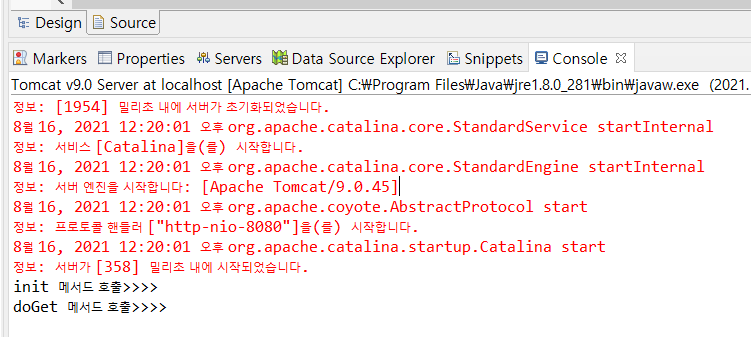 Design Source
Markers Properties Servers Data Source Explorer Snippets Console
Tomcat v9.0 Server at localhost [Apache Tomcat] C:₩Program Files₩Java₩jre1.8.0_281₩bin₩javaw.exe (2021.
정보: [1954] 밀리초 내에 서버가 초기화되었습니다.
8월 16, 2021 12:20:01 오후 org.apache.catalina.core.StandardService startInternal
정보: 서비스 [Catalina]을(를) 시작합니다.
8월 16, 2021 12:20:01 오후 org.apache.catalina.core.StandardEngine startInternal
정보: 서버 엔진을 시작합니다: [Apache Tomcat/9.0.45]
8월 16, 2021 12:20:01 오후 org.apache.coyote.AbstractProtocol start
정보: 프로토콜 핸들러 ["http-nio-8080"]을(를) 시작합니다.
8월 16, 2021 12:20:01 오후 org.apache.catalina.startup.Catalina start
정보: 서버가 [358] 밀리초 내에 시작되었습니다.
init 메서드 호출>>>>
doGet 메서드 호출>>>>